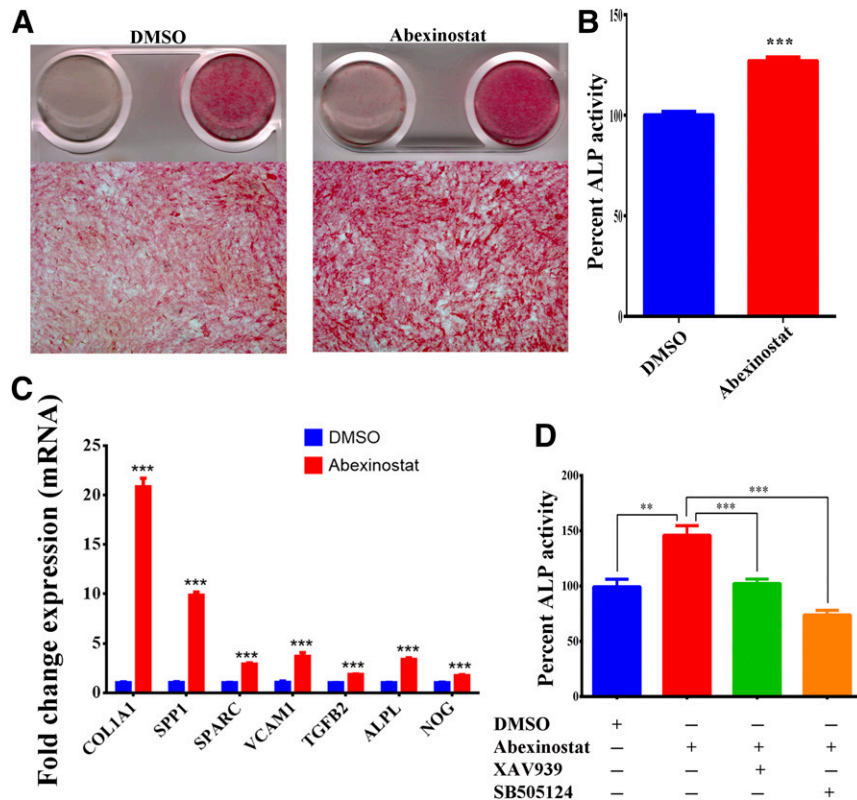 A
DMSO
Abexinostat
B
Percent ALP activity
150
100
50
0
***
DMSO
Abexinostat
C
Fold change expression (mRNA)
25
20
15
10
5
0
DMSO
Abexinostat
***
***
***
***
***
***
***
COL1A1
SPP1
SPARC
VCAM1
TGFB2
ALPL
NOG
D
Percent ALP activity
200
150
100
50
0
**
***
***
DMSO + — — —
Abexinostat — + + +
XAV939 — — + —
SB505124 — — — +